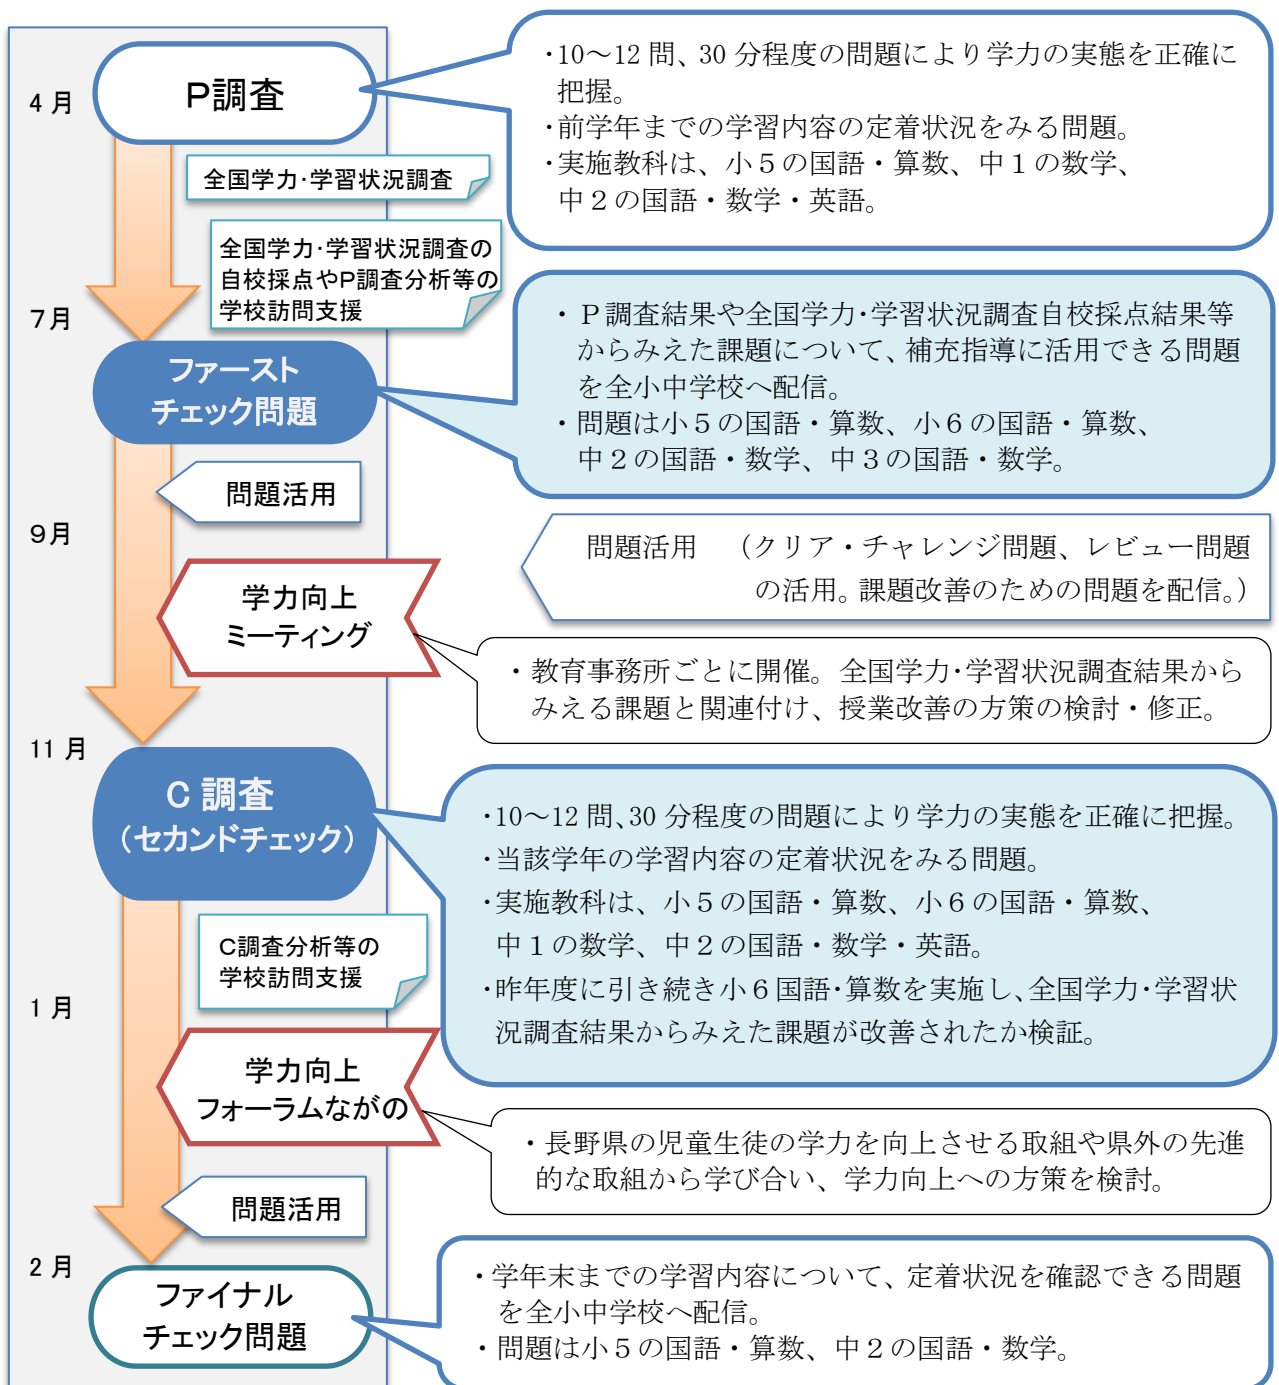 4 月
P調査
・10～12 問、30 分程度の問題により学力の実態を正確に
把握。
・前学年までの学習内容の定着状況をみる問題。
・実施教科は、小5の国語・算数、中1の数学、
中2の国語・数学・英語。
全国学力・学習状況調査
全国学力・学習状況調査の
自校採点やP調査分析等の
学校訪問支援
7月
ファースト
チェック問題
・P調査結果や全国学力・学習状況調査自校採点結果等
からみえた課題について、補充指導に活用できる問題
を全小中学校へ配信。
・問題は小5の国語・算数、小6の国語・算数、
中2の国語・数学、中3の国語・数学。
問題活用
9月
問題活用　（クリア・チャレンジ問題、レビュー問題
の活用。課題改善のための問題を配信。）
学力向上
ミーティング
・教育事務所ごとに開催。全国学力・学習状況調査結果から
みえる課題と関連付け、授業改善の方策の検討・修正。
11 月
C 調査
（セカンドチェック）
・10～12 問、30 分程度の問題により学力の実態を正確に把握。
・当該学年の学習内容の定着状況をみる問題。
・実施教科は、小5の国語・算数、小6の国語・算数、
中1の数学、中2の国語・数学・英語。
・昨年度に引き続き小6国語・算数を実施し、全国学力・学習状
況調査結果からみえた課題が改善されたか検証。
C調査分析等の
学校訪問支援
1 月
学力向上
フォーラムながの
・長野県の児童生徒の学力を向上させる取組や県外の先進
的な取組から学び合い、学力向上への方策を検討。
問題活用
2 月
ファイナル
チェック問題
・学年末までの学習内容について、定着状況を確認できる問題
を全小中学校へ配信。
・問題は小5の国語・算数、中2の国語・数学。